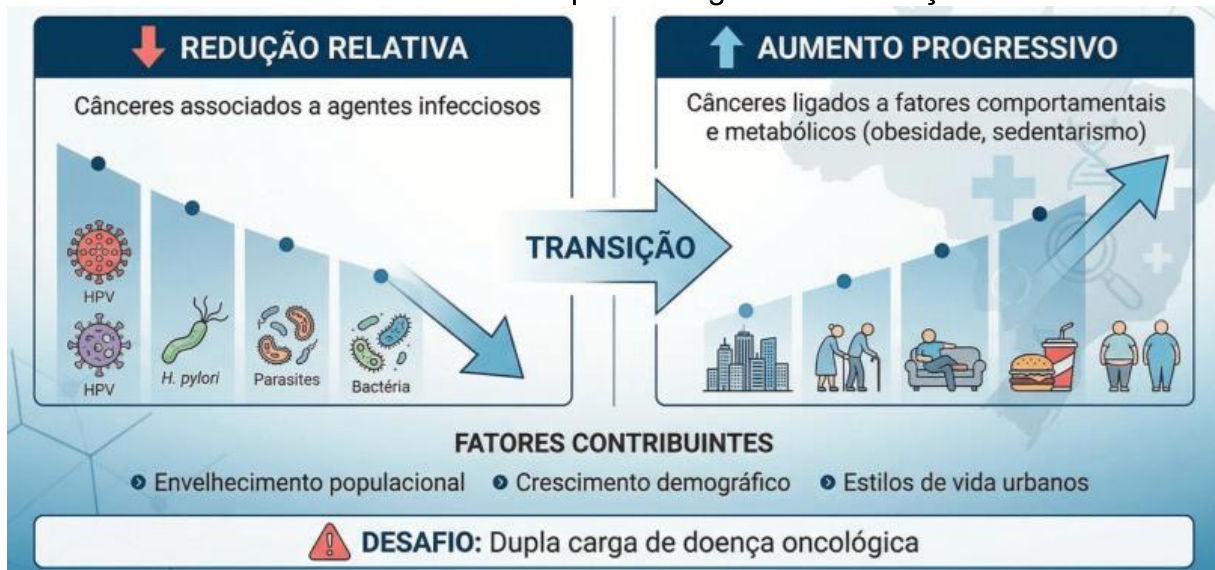 REDUÇÃO RELATIVA
Cânceres associados a agentes infecciosos
HPV
HPV
H. pylori
Parasites
Bactéria
TRANSIÇÃO
AUMENTO PROGRESSIVO
Cânceres ligados a fatores comportamentais
e metabólicos (obesidade, sedentarismo)
FATORES CONTRIBUINTES
Envelhecimento populacional
Crescimento demográfico
Estilos de vida urbanos
DESAFIO: Dupla carga de doença oncológica